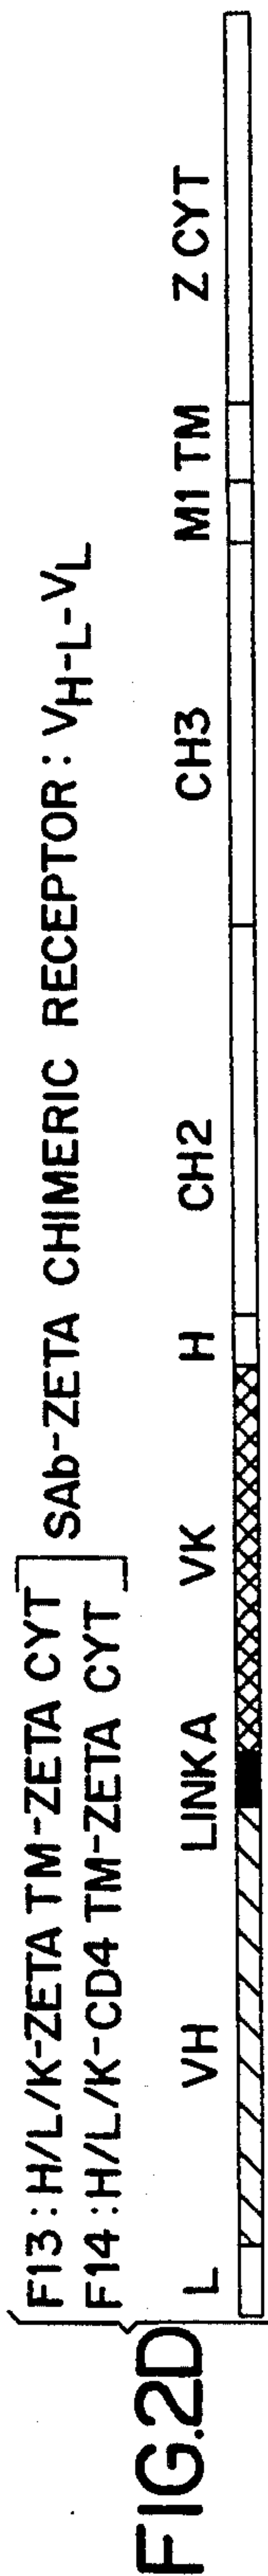 F13:H/L/K-ZETA TM-ZETA CYT
F14:H/L/K-CD4 TM-ZETA CYT
SAb-ZETA CHIMERIC RECEPTOR: VH-L-VL
L VH LINKA VK H CH2 CH3 M1 TM Z CYT
FIG.2D